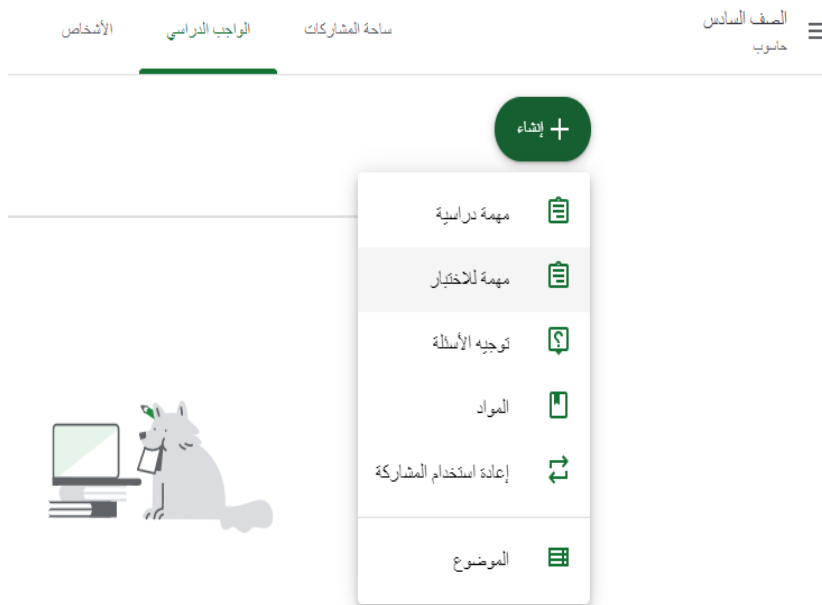 الصف السادس
حاسوب
ساحة المشاركات
الواجب الدراسي
الأشخاص
إنشاء
مهمة دراسية
مهمة للاختبار
توجيه الأسئلة
المواد
إعادة استخدام المشاركة
الموضوع